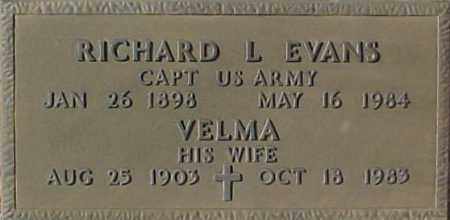 RICHARD L EVANS
CAPT US ARMY
JAN 26 1898 MAY 16 1984
VELMA
HIS WIFE
AUG 25 1903 OCT 18 1983